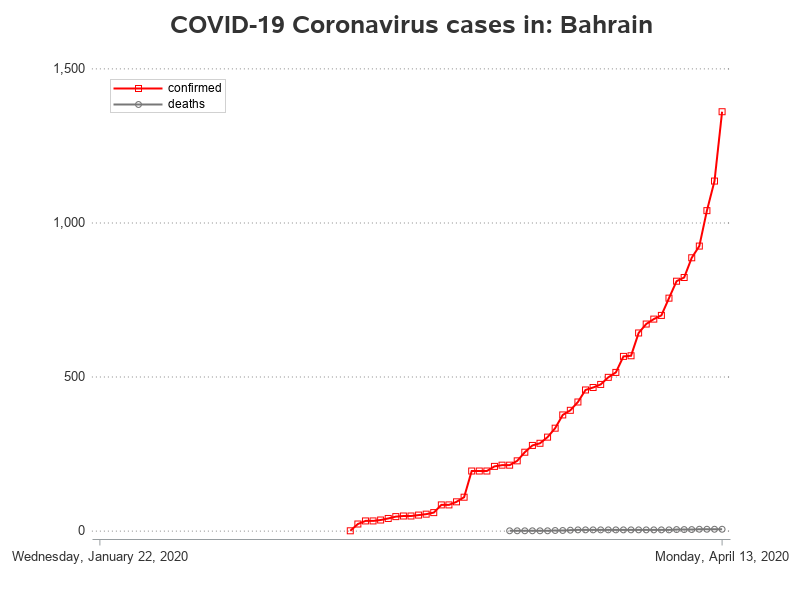 COVID-19 Coronavirus cases in: Bahrain
1,500
confirmed
deaths
1,000
500
0
Wednesday, January 22, 2020
Monday, April 13, 2020